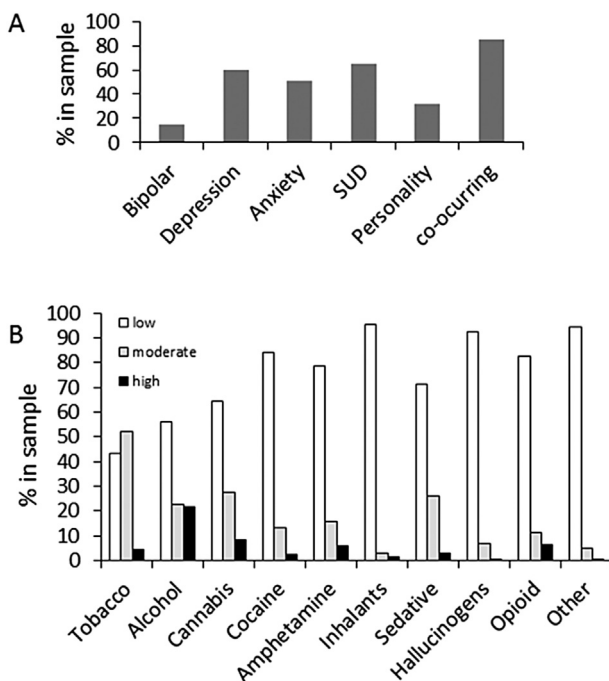 A
% in sample
100
80
60
40
20
0
Bipolar
Depression
Anxiety
SUD
Personality
co-ocurring
B
% in sample
100
90
80
70
60
50
40
30
20
10
0
low
moderate
high
Tobacco
Alcohol
Cannabis
Cocaine
Amphetamine
Inhalants
Sedative
Hallucinogens
Opioid
Other